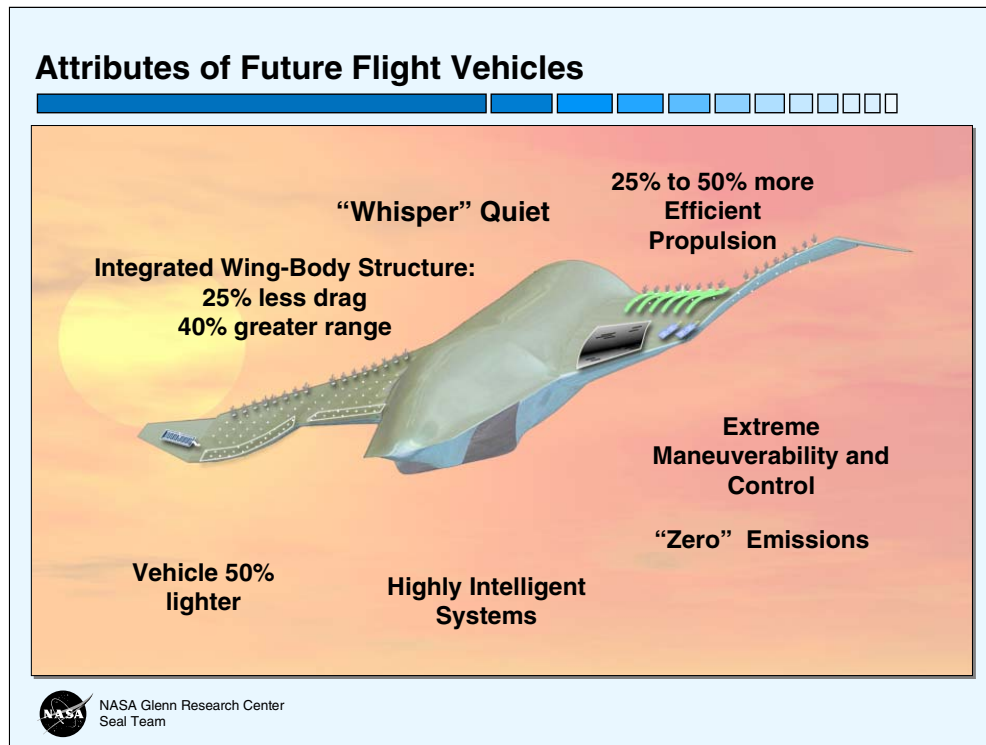 Attributes of Future Flight Vehicles
“Whisper” Quiet
25% to 50% more
Efficient
Propulsion
Integrated Wing-Body Structure:
25% less drag
40% greater range
Extreme
Maneuverability and
Control
“Zero”  Emissions
Vehicle 50%
lighter
Highly Intelligent
Systems
NASA
NASA Glenn Research Center
Seal Team